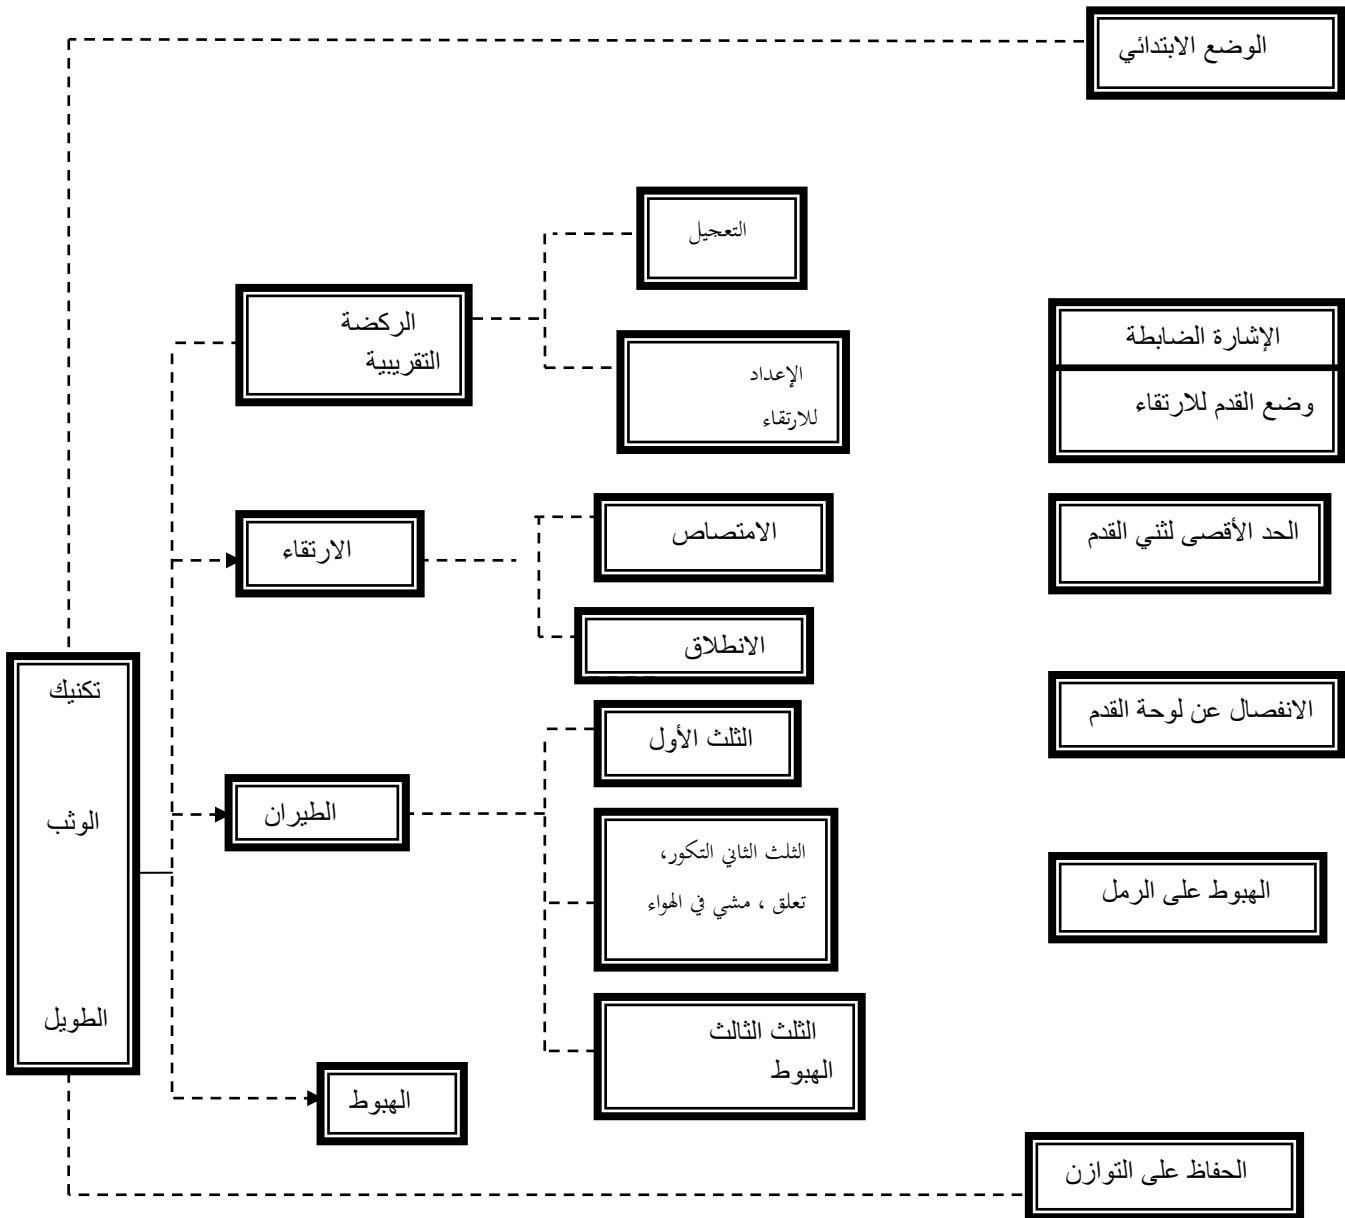 الوضع الابتدائي
التعجيل
الركضة
التقريبية
الإشارة الضابطة
الإعداد
للارتقاء
وضع القدم للارتقاء
الارتقاء
الامتصاص
الحد الأقصى لثني القدم
الانطلاق
تكنيك
الوثب
الطويل
الانفصال عن لوحة القدم
الثلث الأول
الطيران
الثلث الثاني التكور،
تعلق ، مشي في الهواء
الهبوط على الرمل
الثلث الثالث
الهبوط
الهبوط
الحفاظ على التوازن